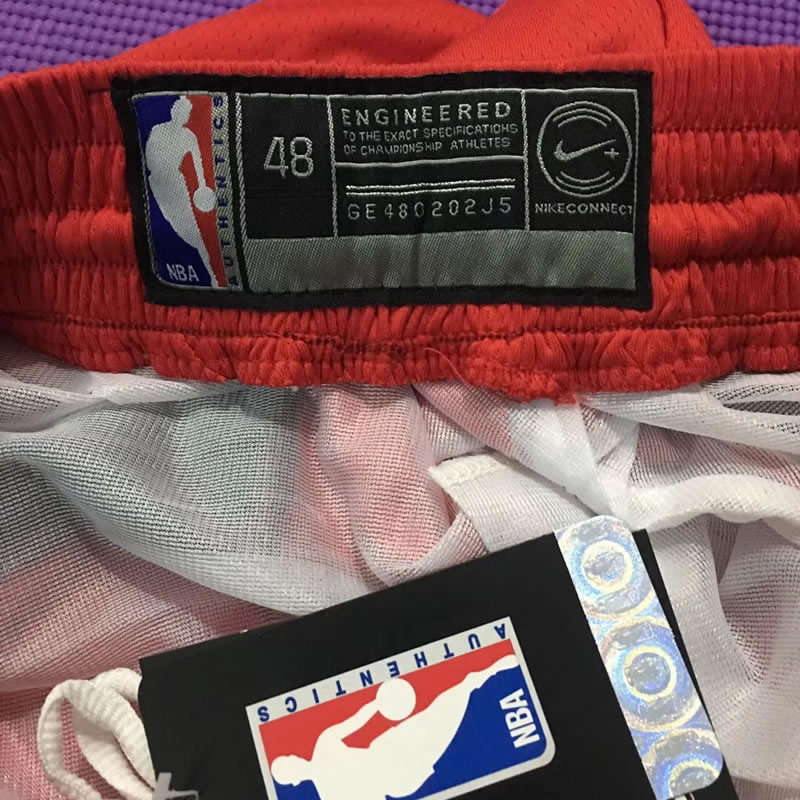 NBA
AUTHENTICS
48
ENGINEERED
TO THE EXACT SPECIFICATIONS
OF CHAMPIONSHIP ATHLETES
GE480202J5
NIKECONNECT
AUTHENTICS
NBA